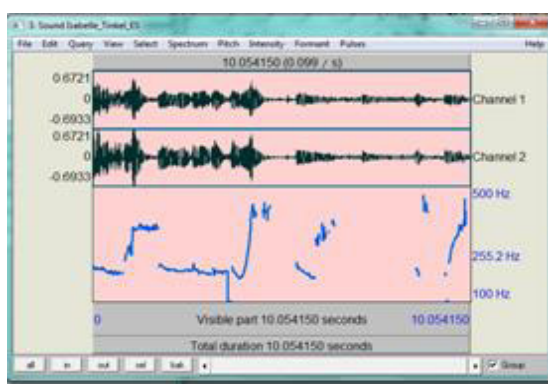 3. Sound Isabelle_Tinkel_ES
File Edit Query View Select Spectrum Pitch Intensity Formant Pulses Help
10.054150 (0.099 / s)
0.6721
0
-0.6933
Channel 1
0.6721
0
-0.6933
Channel 2
500 Hz
255.2 Hz
100 Hz
0 Visible part 10.054150 seconds 10.054150
Total duration 10.054150 seconds
all in out sel bak Group